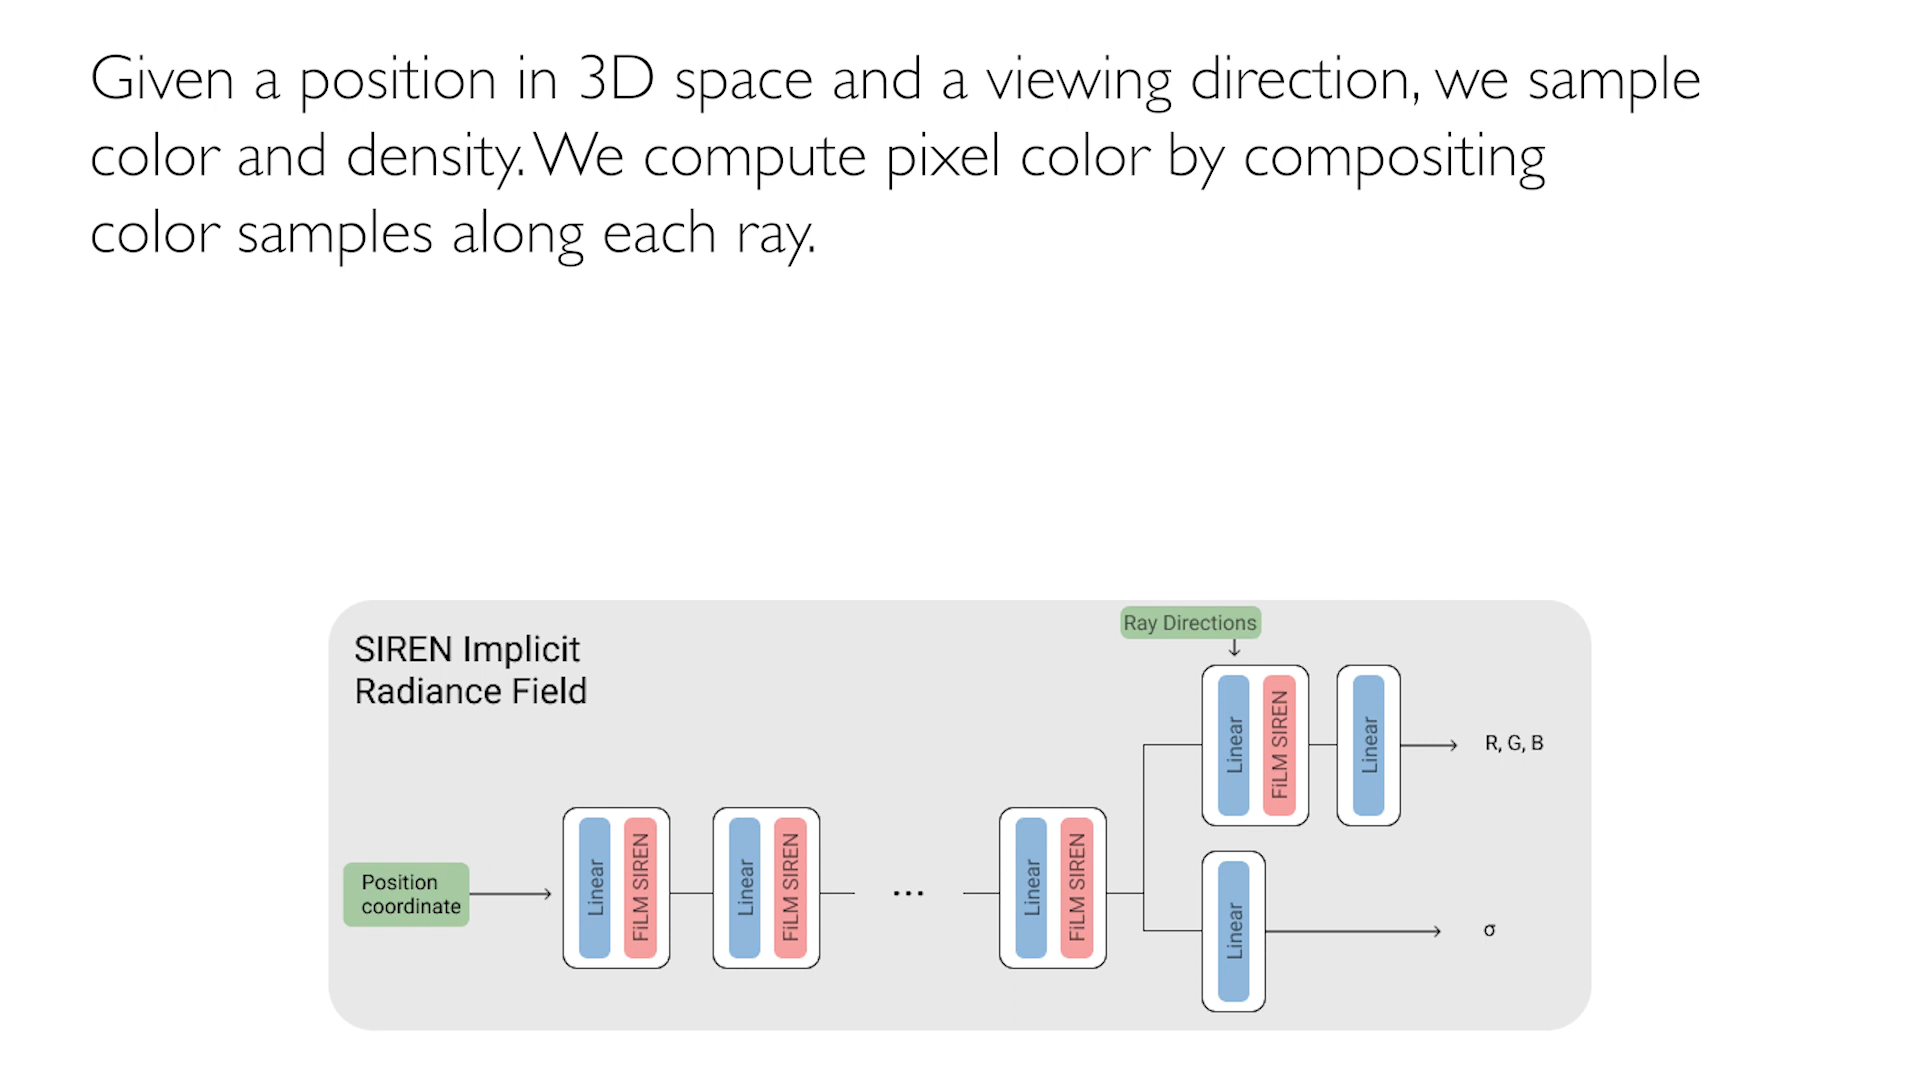 Given a position in 3D space and a viewing direction, we sample
color and density. We compute pixel color by compositing
color samples along each ray.
SIREN Implicit
Radiance Field
Ray Directions
Linear
FiLM SIREN
Linear
R, G, B
Position
coordinate
Linear
FiLM SIREN
Linear
FiLM SIREN
...
Linear
FiLM SIREN
Linear
σ